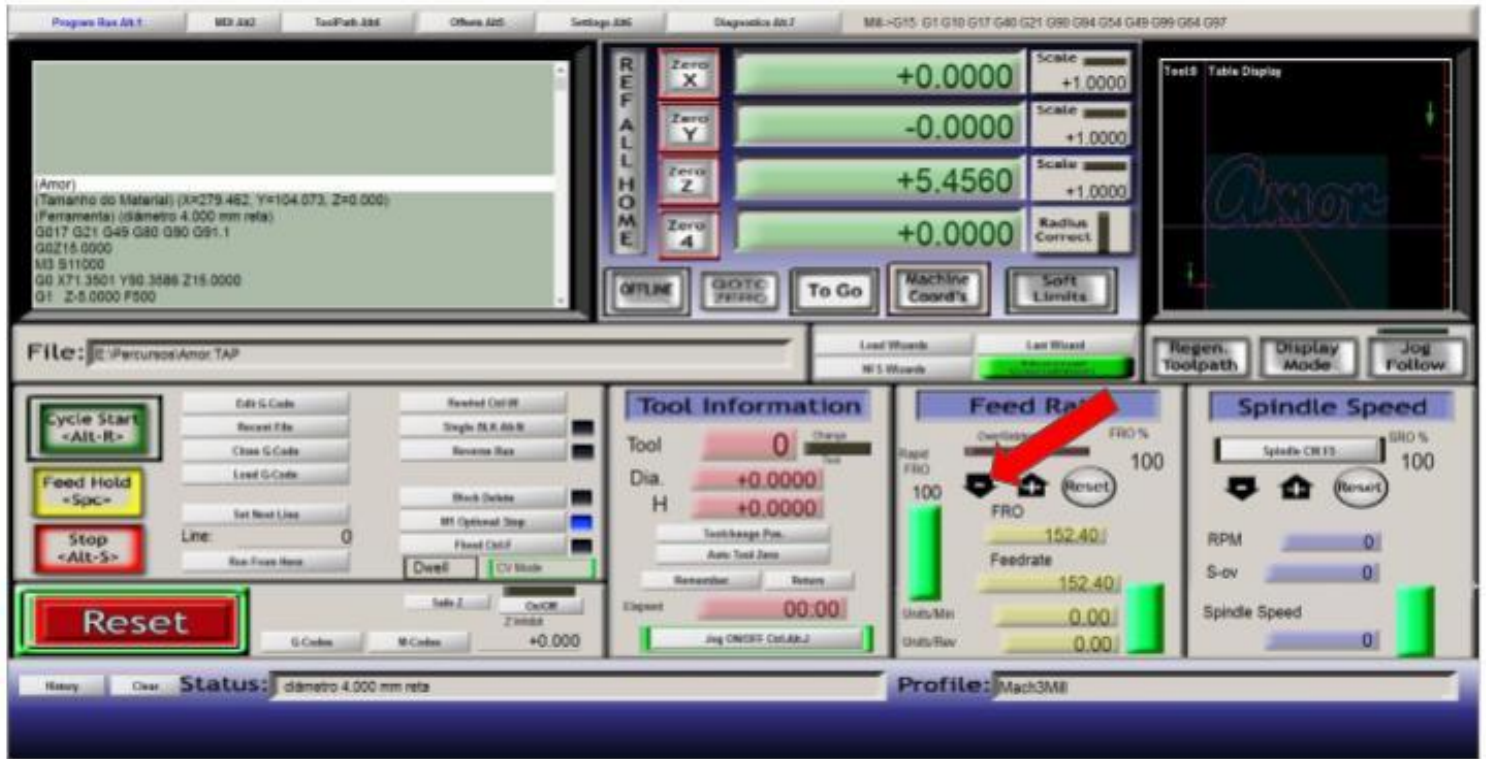 Program Run Alt.1 MDI Alt2 ToolPath Alt4 Offsets Alt5 Settings Alt6 Diagnostics Alt.7 Mill->G15 G1 G10 G17 G40 G21 G90 G94 G54 G49 G99 G64 G97
(Amor)
(Tamanho do Material) (X=279.462, Y=104.073, Z=0.000)
(Ferramenta) (diâmetro 4.000 mm reta)
G017 G21 G49 G80 G90 G91.1
G0Z15.0000
M3 S11000
G0 X71.3501 Y90.3586 Z15.0000
G1 Z-5.0000 F500
REF ALL HOME
Zero X +0.0000 Scale +1.0000
Zero Y -0.0000 Scale +1.0000
Zero Z +5.4560 Scale +1.0000
Zero 4 +0.0000 Radius Correct
OFFLINE GOTO ZERO To Go Machine Coord's Soft Limits
Tool:0 Table Display
Amor
File: E:\Percursos\Amor.TAP
Load Wizards Last Wizard
NFS Wizards
Regen. Toolpath Display Mode Jog Follow
Cycle Start <Alt-R>
Feed Hold <Spc>
Stop <Alt-S>
Edit G-Code
Recent File
Close G-Code
Load G-Code
Set Next Line
Line: 0
Run From Here
Rewind Ctrl-W
Single BLK Alt-N
Reverse Run
Block Delete
M1 Optional Stop
Flood Ctrl-F
Dwell CV Mode
Reset
G-Codes M-Codes
Safe Z On/Off
Z Inhibit
+0.000
Tool Information
Tool 0 Change Tool
Dia. +0.0000
H +0.0000
Toolchange Pos.
Auto Tool Zero
Remember Return
Elapsed 00:00
Jog ON/OFF Ctrl-Alt-J
Feed Rat
FRO %
100
Rapid FRO
100
- + Reset
FRO
152.40
Feedrate
152.40
Units/Min 0.00
Units/Rev 0.00
Spindle Speed
Spindle CW F5
SRO %
100
- + Reset
RPM 0
S-ov 0
Spindle Speed
0
History Clear Status: diâmetro 4.000 mm reta Profile: Mach3Mill